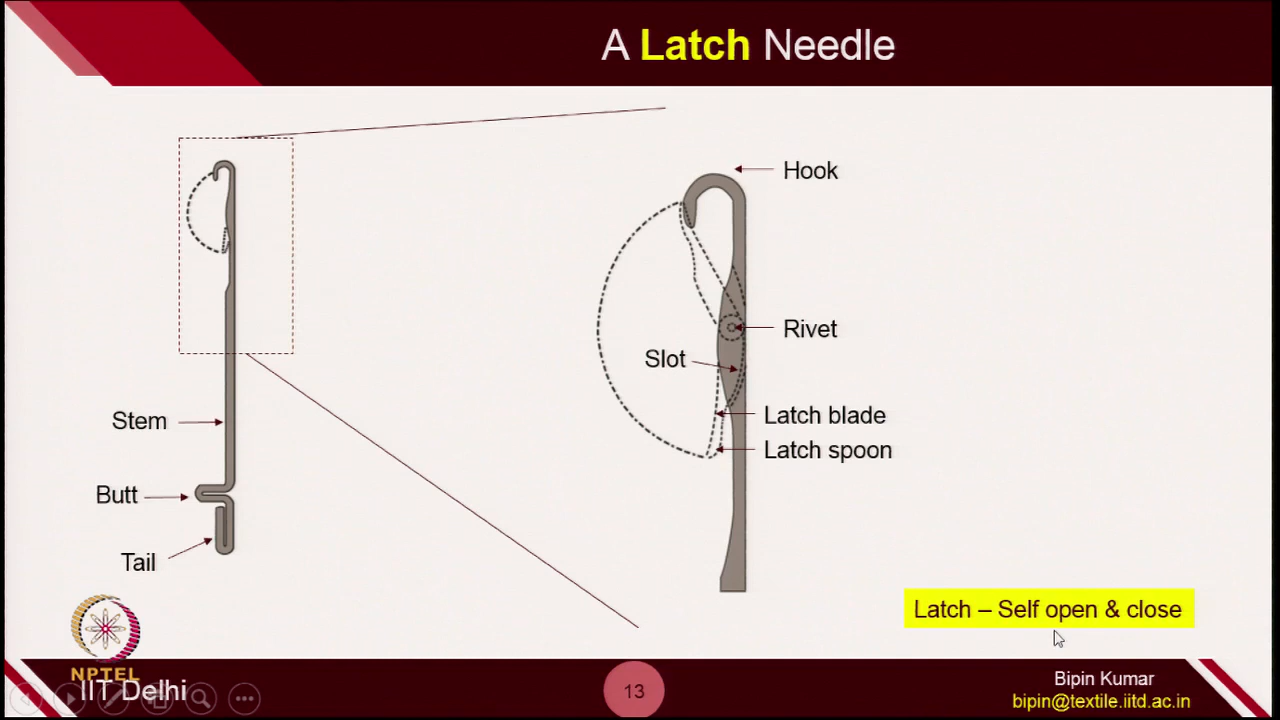 A Latch Needle
Hook
Rivet
Slot
Latch blade
Latch spoon
Stem
Butt
Tail
Latch – Self open & close
NPTEL
IIT Delhi
13
Bipin Kumar
bipin@textile.iitd.ac.in